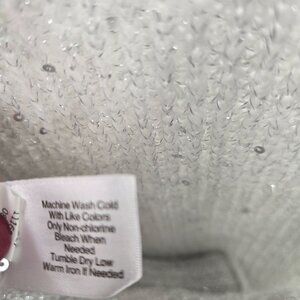 Machine Wash Cold
With Like Colors
Only Non-chlorine
Bleach When
Needed
Tumble Dry Low
Warm Iron If Needed